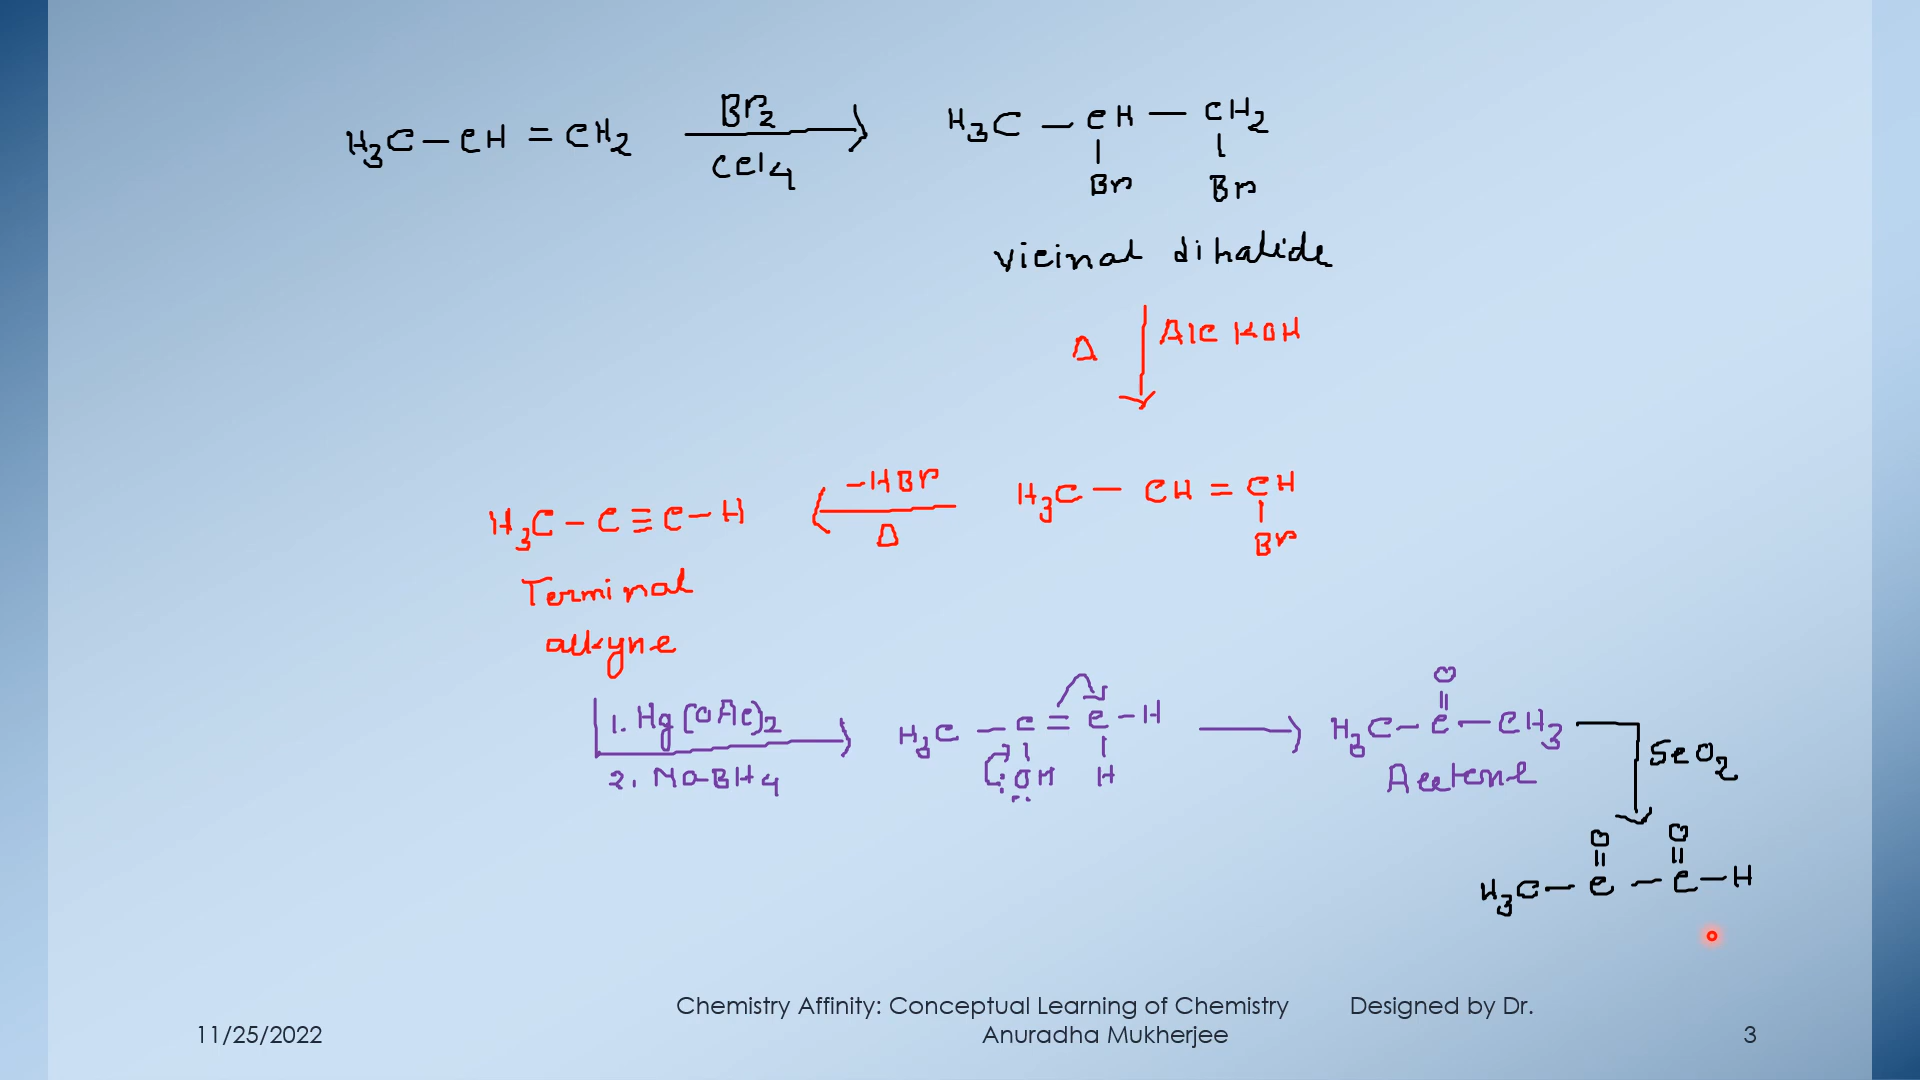 H3C - CH = CH2 Br2 CCl4 H3C - CH - CH2
Br Br
vicinal dihalide
Δ Alc KOH
H3C - C ≡ C - H -HBr Δ H3C - CH = CH
Br
Terminal
alkyne
1. Hg(OAc)2
2. NaBH4
H3C - C = C - H
:OH H
O
||
H3C - C - CH3
Acetone
SeO2
O O
|| ||
H3C - C - C - H
Chemistry Affinity: Conceptual Learning of Chemistry Designed by Dr.
11/25/2022 Anuradha Mukherjee 3